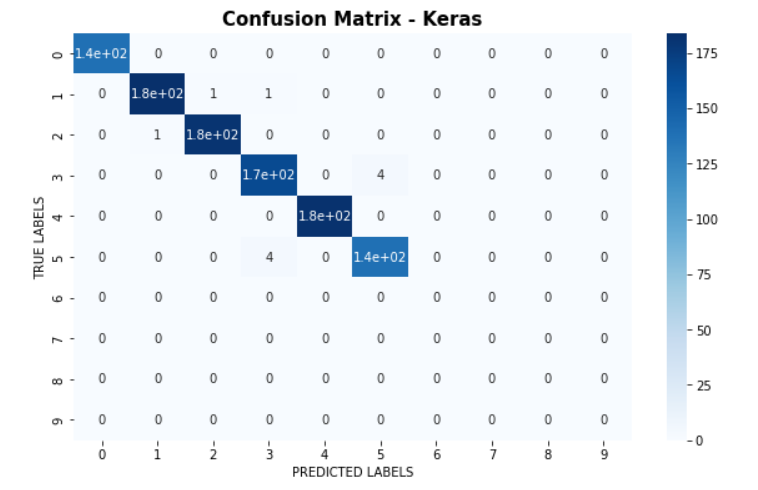 Confusion Matrix - Keras
0 1.4e+02 0 0 0 0 0 0 0 0 0
1 0 1.8e+02 1 1 0 0 0 0 0 0
2 0 1 1.8e+02 0 0 0 0 0 0 0
3 0 0 0 1.7e+02 0 4 0 0 0 0
4 0 0 0 0 1.8e+02 0 0 0 0 0
5 0 0 0 4 0 1.4e+02 0 0 0 0
6 0 0 0 0 0 0 0 0 0 0
7 0 0 0 0 0 0 0 0 0 0
8 0 0 0 0 0 0 0 0 0 0
9 0 0 0 0 0 0 0 0 0 0
0 1 2 3 4 5 6 7 8 9
PREDICTED LABELS
TRUE LABELS
175
150
125
100
75
50
25
0